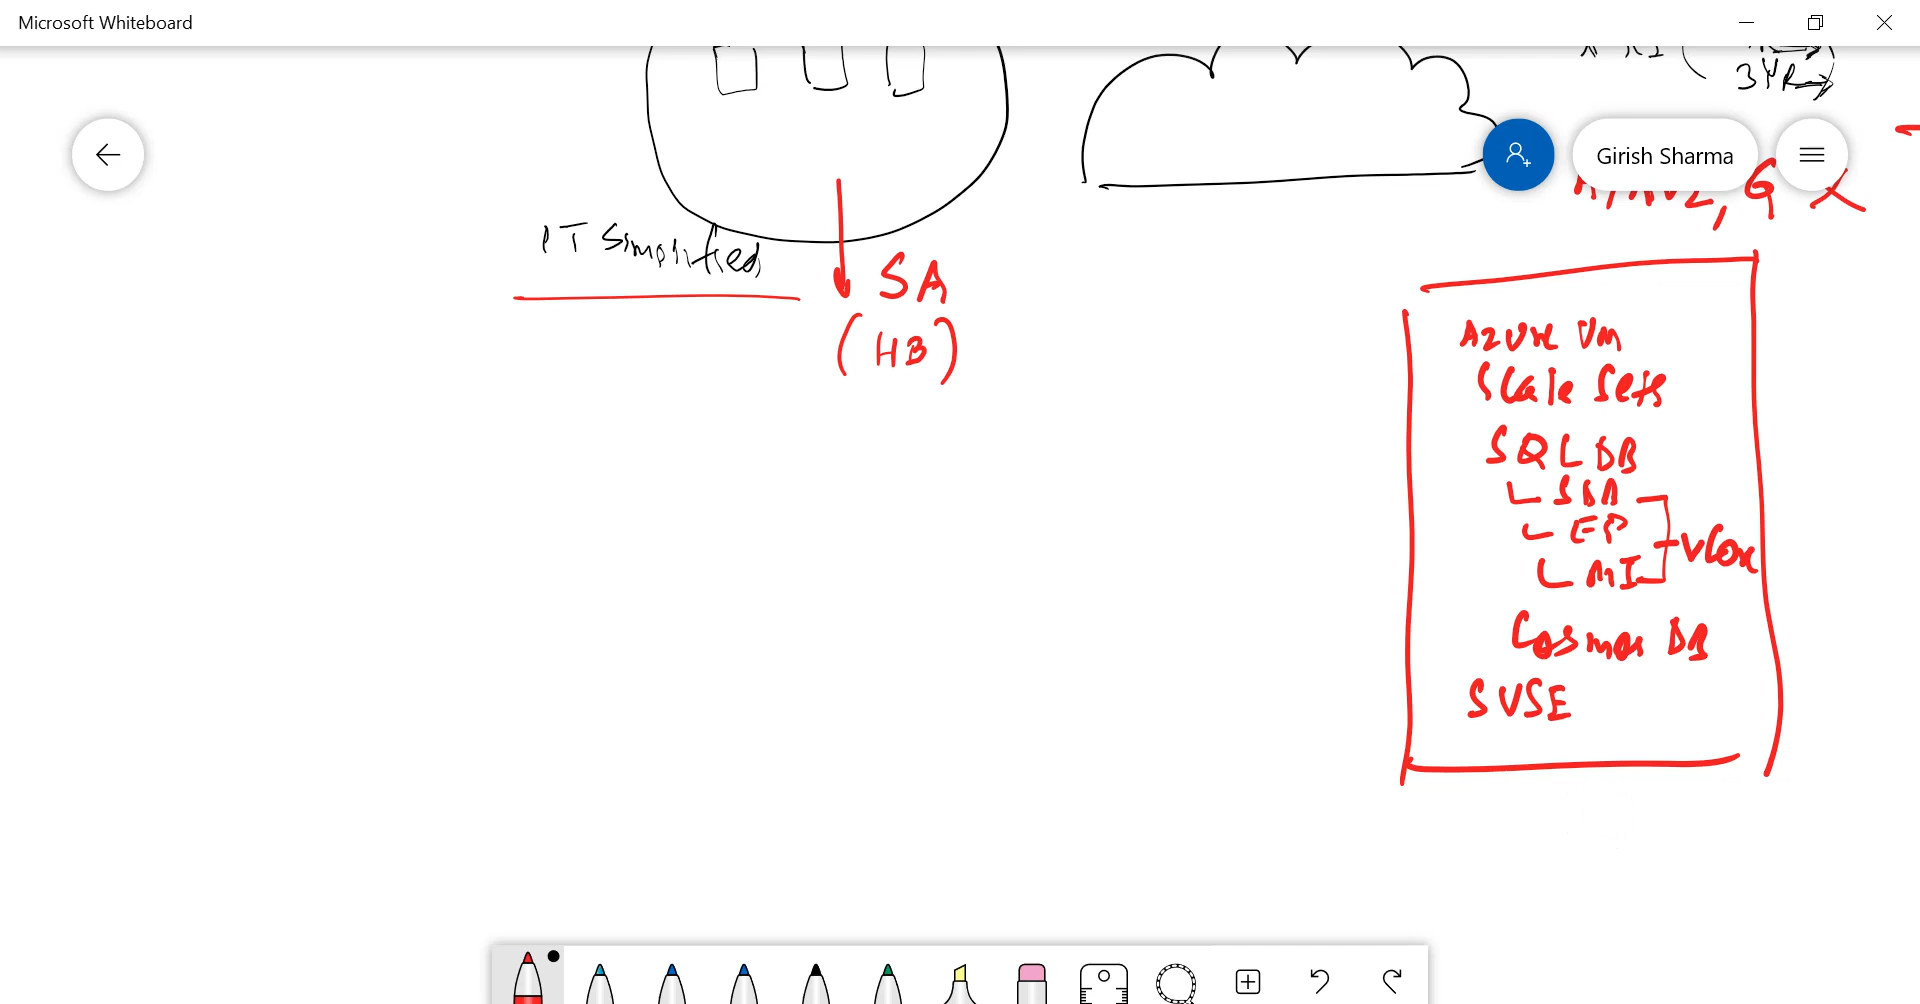 Microsoft Whiteboard
3YR
Girish Sharma
IT Simplified
SA
(HB)
Azure VM
Scale Sets
SQL DB
EP
MI
vCore
Cosmos DB
SUSE